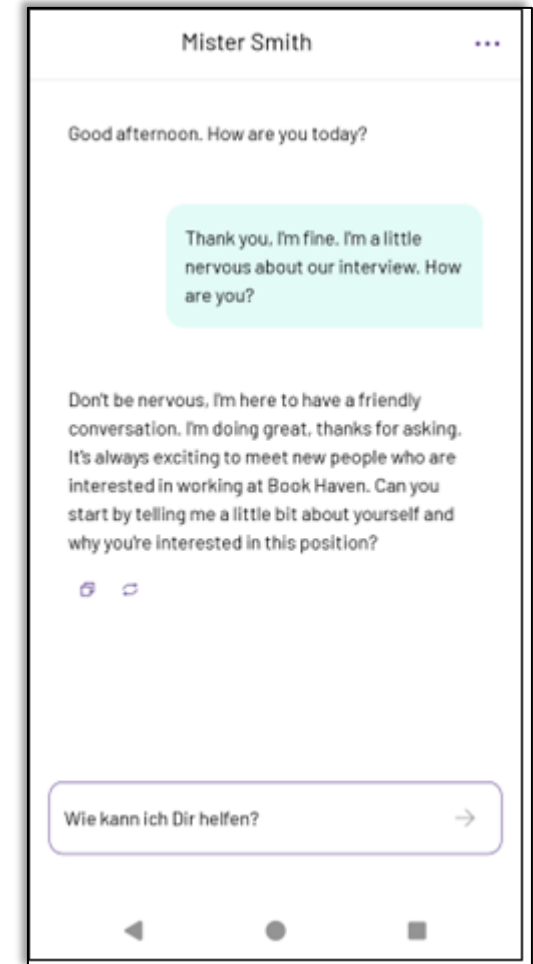 Mister Smith
Good afternoon. How are you today?
Thank you, I'm fine. I'm a little
nervous about our interview. How
are you?
Don't be nervous, I'm here to have a friendly
conversation. I'm doing great, thanks for asking.
It's always exciting to meet new people who are
interested in working at Book Haven. Can you
start by telling me a little bit about yourself and
why you're interested in this position?
Wie kann ich Dir helfen?